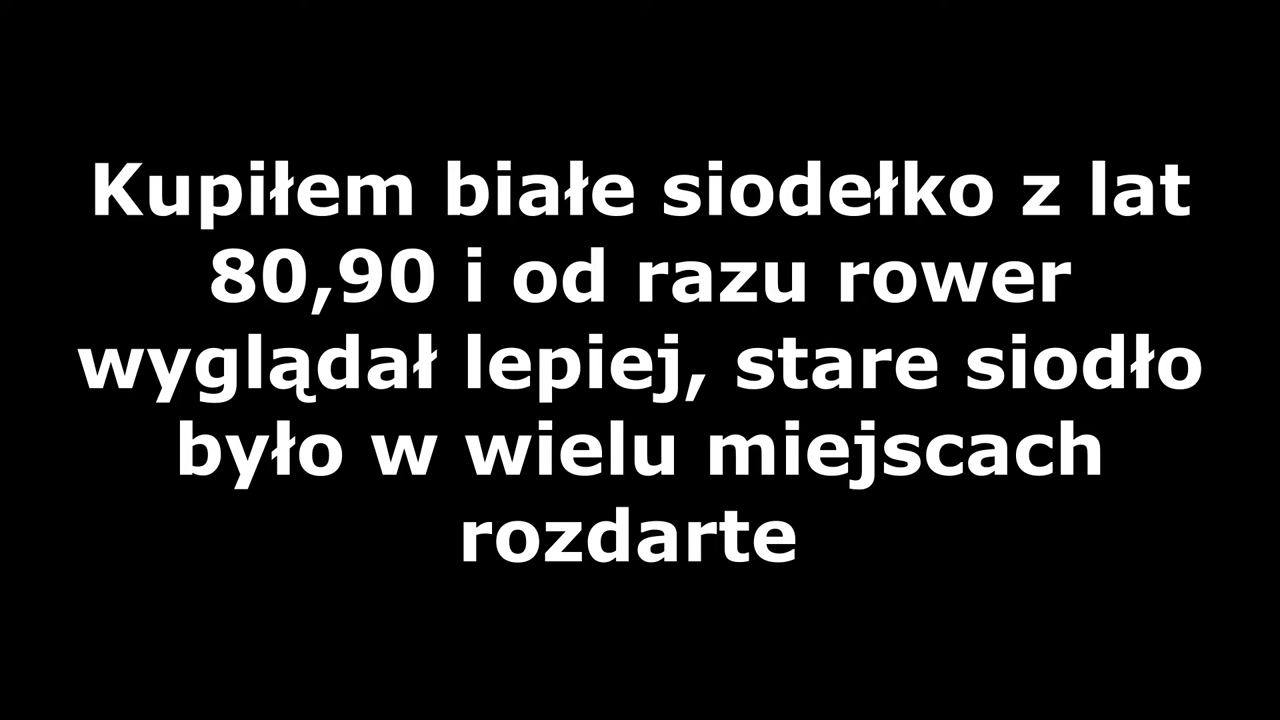 Kupiłem białe siodełko z lat
80,90 i od razu rower
wyglądał lepiej, stare siodło
było w wielu miejscach
rozdarte